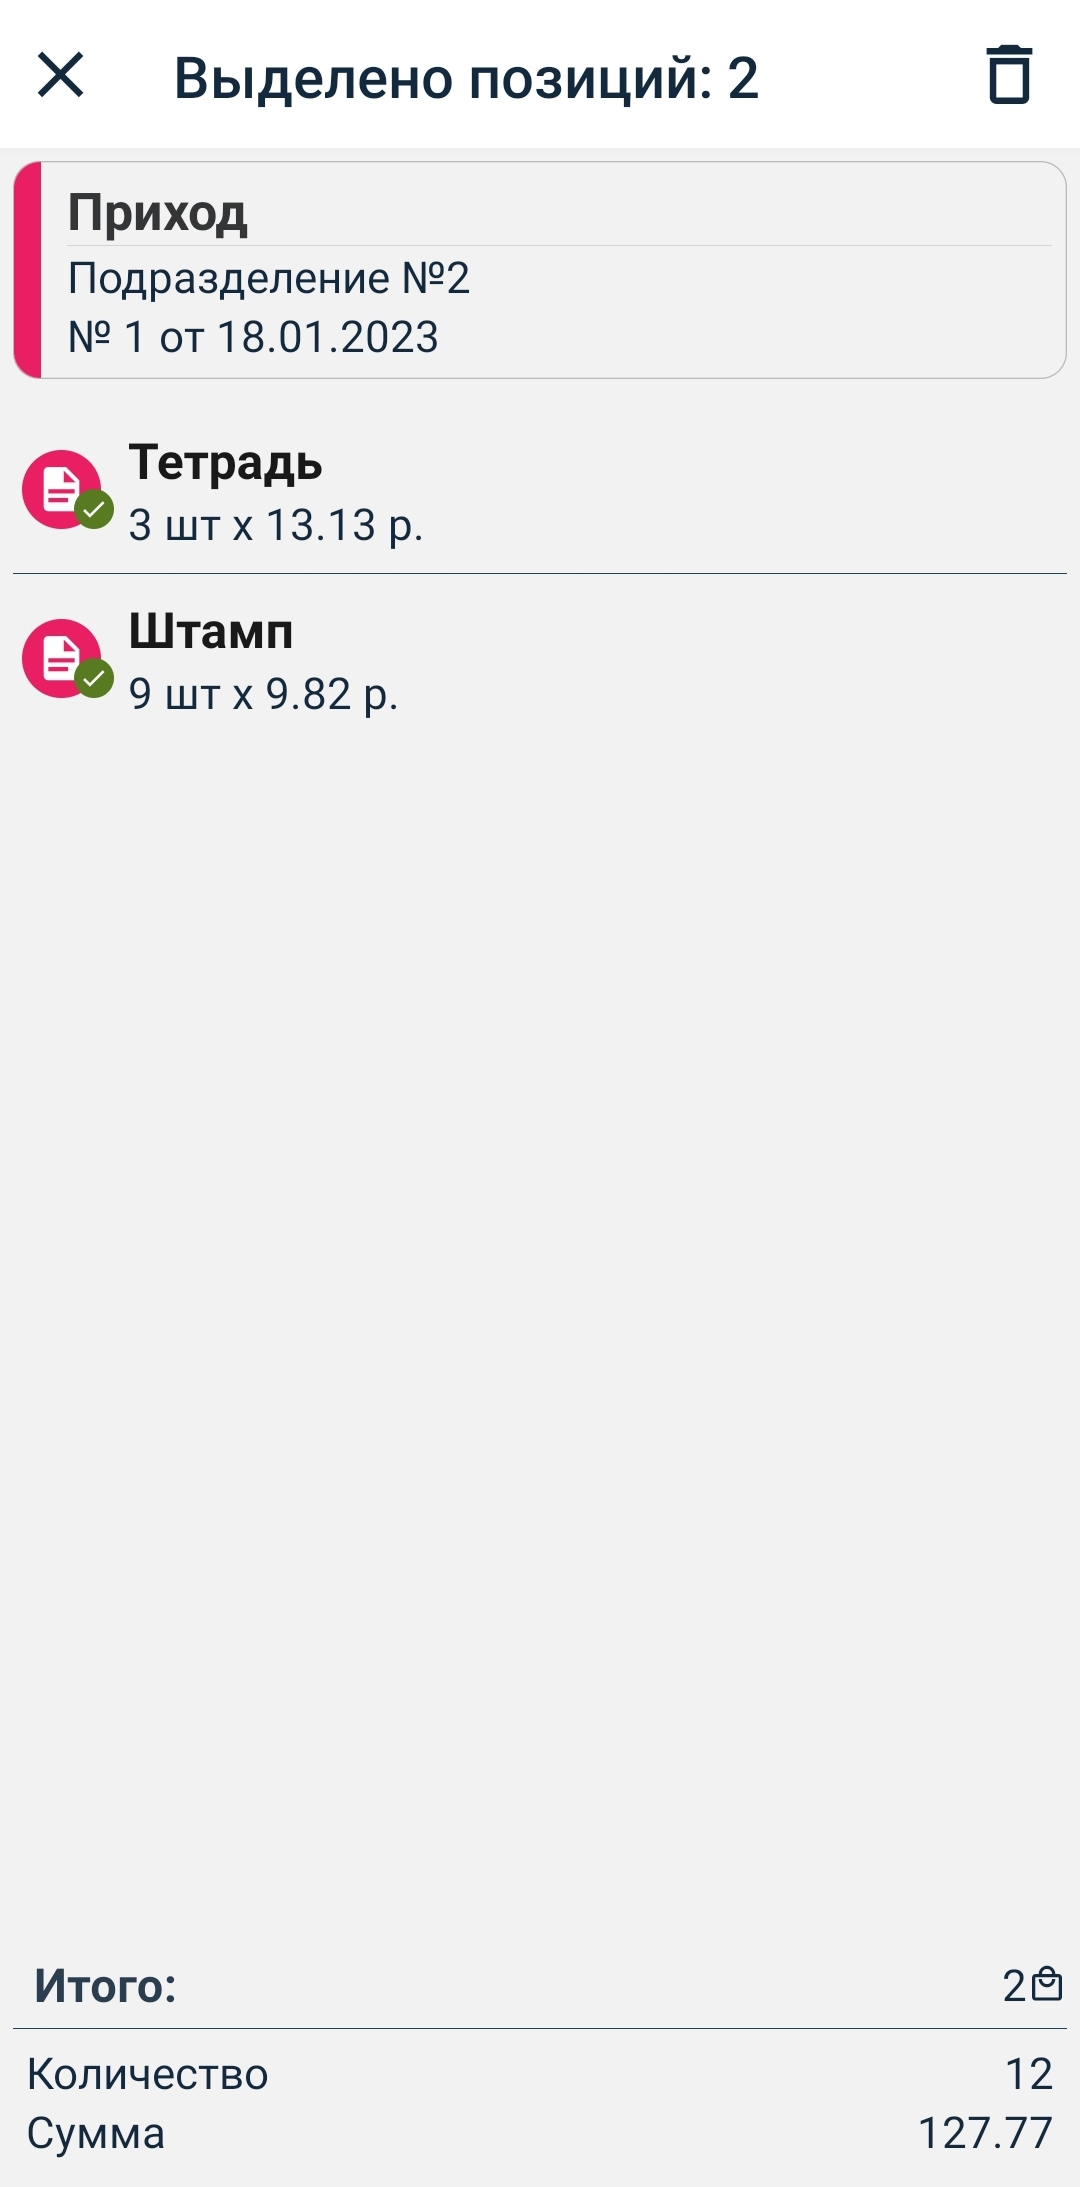 Выделено позиций: 2
Приход
Подразделение №2
№ 1 от 18.01.2023
Тетрадь
3 шт x 13.13 р.
Штамп
9 шт x 9.82 р.
Итого: 2
Количество 12
Сумма 127.77